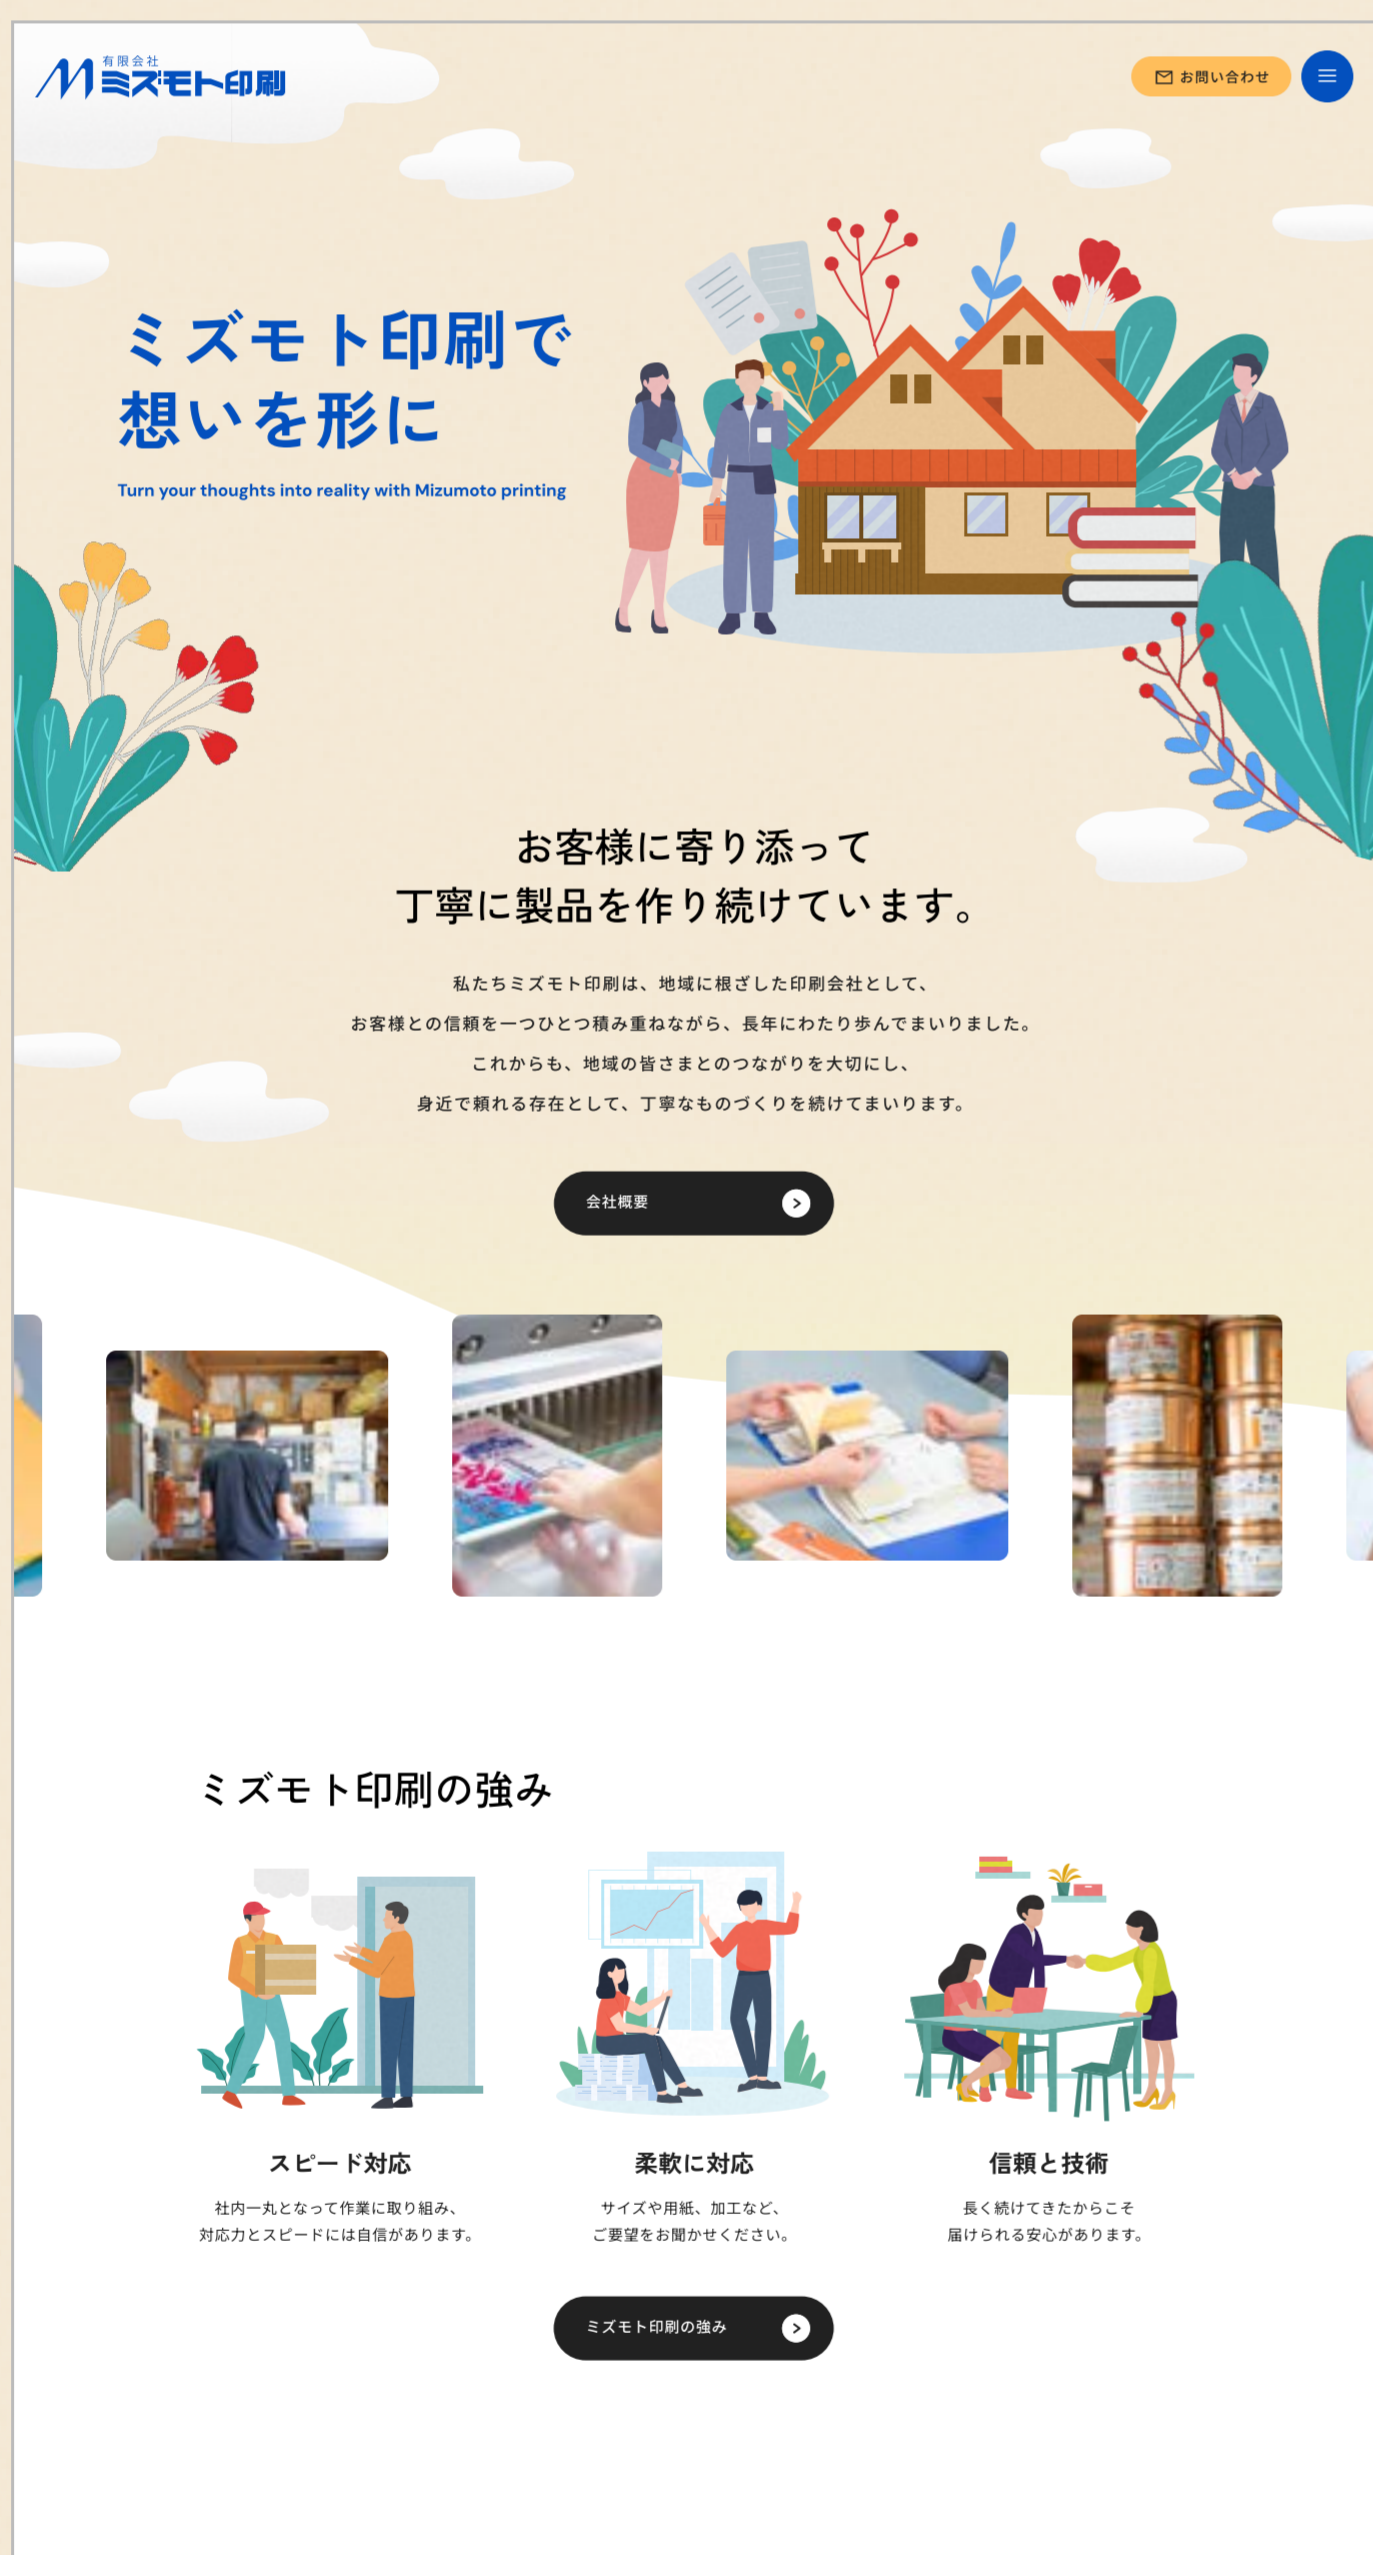 有限会社
ミズモト印刷
お問い合わせ
ミズモト印刷で
想いを形に
Turn your thoughts into reality with Mizumoto printing
お客様に寄り添って
丁寧に製品を作り続けています。
私たちミズモト印刷は、地域に根ざした印刷会社として、
お客様との信頼を一つひとつ積み重ねながら、長年にわたり歩んでまいりました。
これからも、地域の皆さまとのつながりを大切にし、
身近で頼れる存在として、丁寧なものづくりを続けてまいります。
会社概要
ミズモト印刷の強み
スピード対応
社内一丸となって作業に取り組み、
対応力とスピードには自信があります。
柔軟に対応
サイズや用紙、加工など、
ご要望をお聞かせください。
信頼と技術
長く続けてきたからこそ
届けられる安心があります。
ミズモト印刷の強み